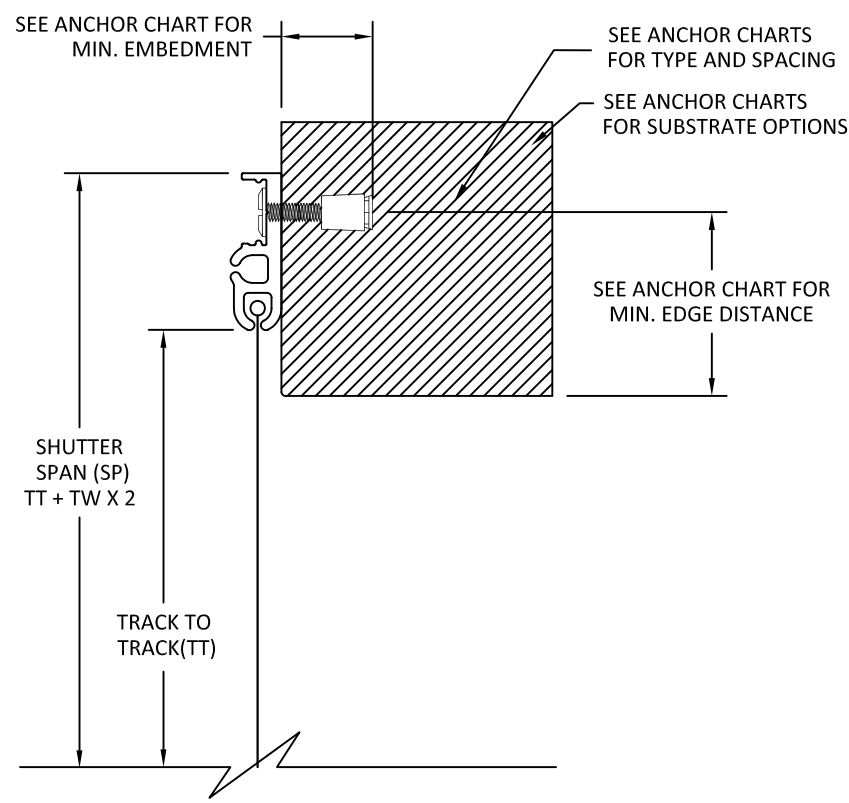 SEE ANCHOR CHART FOR
MIN. EMBEDMENT
SEE ANCHOR CHARTS
FOR TYPE AND SPACING
SEE ANCHOR CHARTS
FOR SUBSTRATE OPTIONS
SEE ANCHOR CHART FOR
MIN. EDGE DISTANCE
SHUTTER
SPAN (SP)
TT + TW X 2
TRACK TO
TRACK(TT)